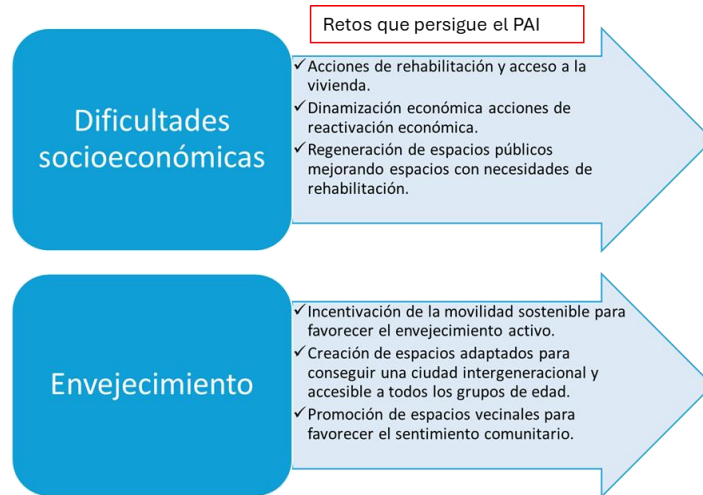 Retos que persigue el PAI
Dificultades
socioeconómicas
✓Acciones de rehabilitación y acceso a la
vivienda.
✓Dinamización económica acciones de
reactivación económica.
✓Regeneración de espacios públicos
mejorando espacios con necesidades de
rehabilitación.
Envejecimiento
✓Incentivación de la movilidad sostenible para
favorecer el envejecimiento activo.
✓Creación de espacios adaptados para
conseguir una ciudad intergeneracional y
accesible a todos los grupos de edad.
✓Promoción de espacios vecinales para
favorecer el sentimiento comunitario.